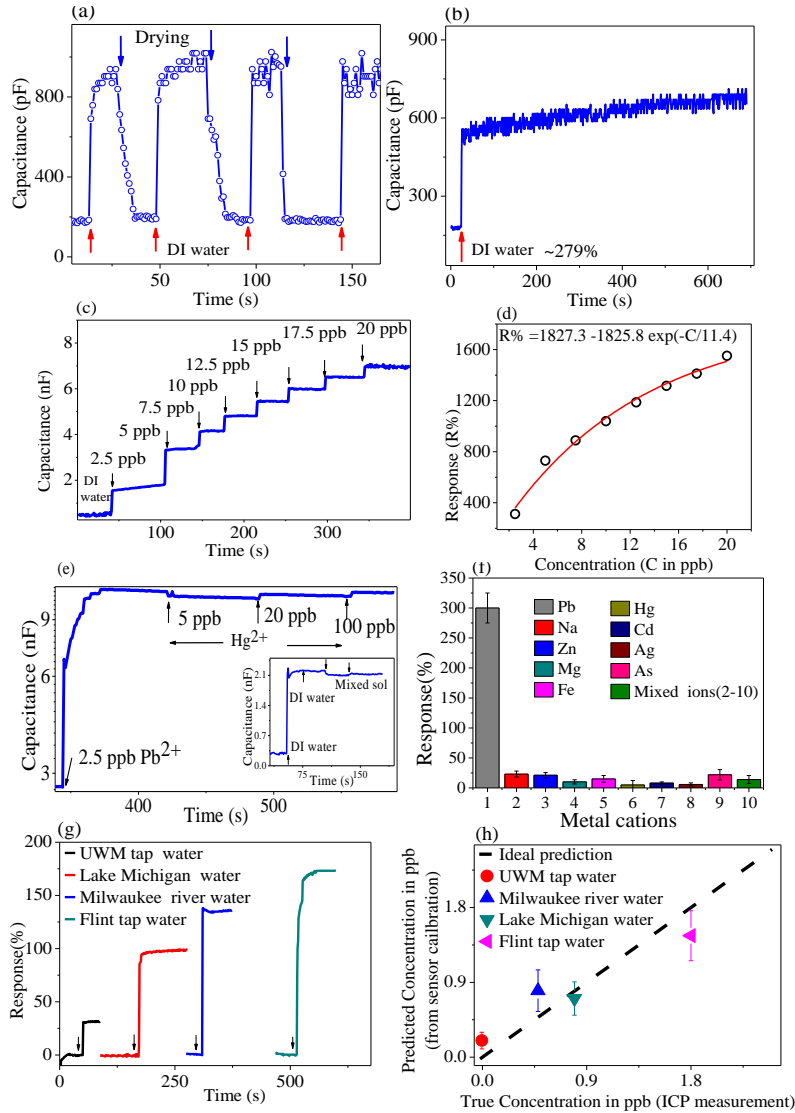 (a)
Drying
Capacitance (pF)
1000
800
600
400
200
0
DI water
50
100
150
Time (s)
(b)
Capacitance (pF)
900
600
300
DI water ~279%
0
200
400
600
Time (s)
(c)
Capacitance (nF)
8
6
4
2
DI
water
2.5 ppb
5 ppb
7.5 ppb
10 ppb
12.5 ppb
15 ppb
17.5 ppb
20 ppb
0
100
200
300
400
Time (s)
(d)
R% =1827.3 -1825.8 exp(-C/11.4)
Response (R%)
1600
1200
800
400
4
8
12
16
20
Concentration (C in ppb)
(e)
Capacitance (nF)
9
3
5 ppb
20 ppb
100 ppb
Hg2+
2.5 ppb Pb2+
400
500
Time (s)
Capacitance (nF)
2.1
1.4
0.7
0.0
DI water
Mixed sol
DI water
75
150
Time (s)
(f)
Response(%)
350
300
250
200
150
100
50
0
Pb
Na
Zn
Mg
Fe
Hg
Cd
Ag
As
Mixed ions(2-10)
1 2 3 4 5 6 7 8 9 10
Metal cations
(g)
Response(%)
200
150
100
50
0
UWM tap water
Lake Michigan water
Milwaukee river water
Flint tap water
0
250
500
Time (s)
(h)
Predicted Concentration in ppb
(from sensor calibration)
1.8
0.9
0.0
Ideal prediction
UWM tap water
Milwaukee river water
Lake Michigan water
Flint tap water
0.0
0.9
1.8
True Concentration in ppb (ICP measurement)